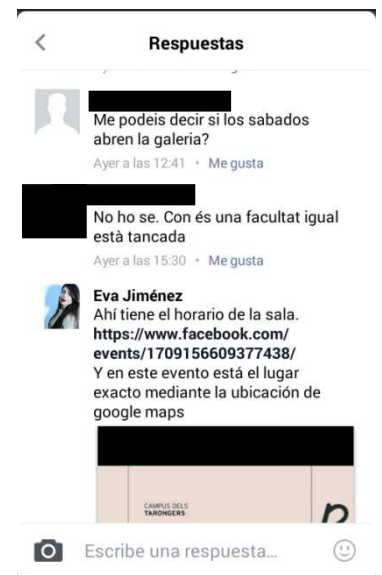 Respuestas
Me podeis decir si los sabados
abren la galeria?
Ayer a las 12:41 • Me gusta
No ho se. Con és una facultat igual
està tancada
Ayer a las 15:30 • Me gusta
Eva Jiménez
Ahí tiene el horario de la sala.
https://www.facebook.com/
events/1709156609377438/
Y en este evento está el lugar
exacto mediante la ubicación de
google maps
CAMPUS DELS
TARONGERS
Escribe una respuesta...